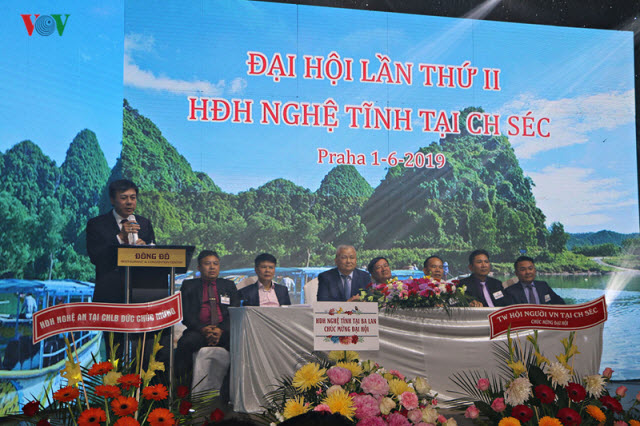 VOV
ĐẠI HỘI LẦN THỨ II
HĐH NGHỆ TĨNH TẠI CH SÉC
Praha 1-6-2019
ĐÔNG ĐÔ
HĐH NGHỆ AN TẠI CHLB ĐỨC CHÚC MỪNG
HĐH NGHỆ TĨNH TẠI BA LAN
CHÚC MỪNG ĐẠI HỘI
TW HỘI NGƯỜI VN TẠI CH SÉC
CHÚC MỪNG ĐẠI HỘI